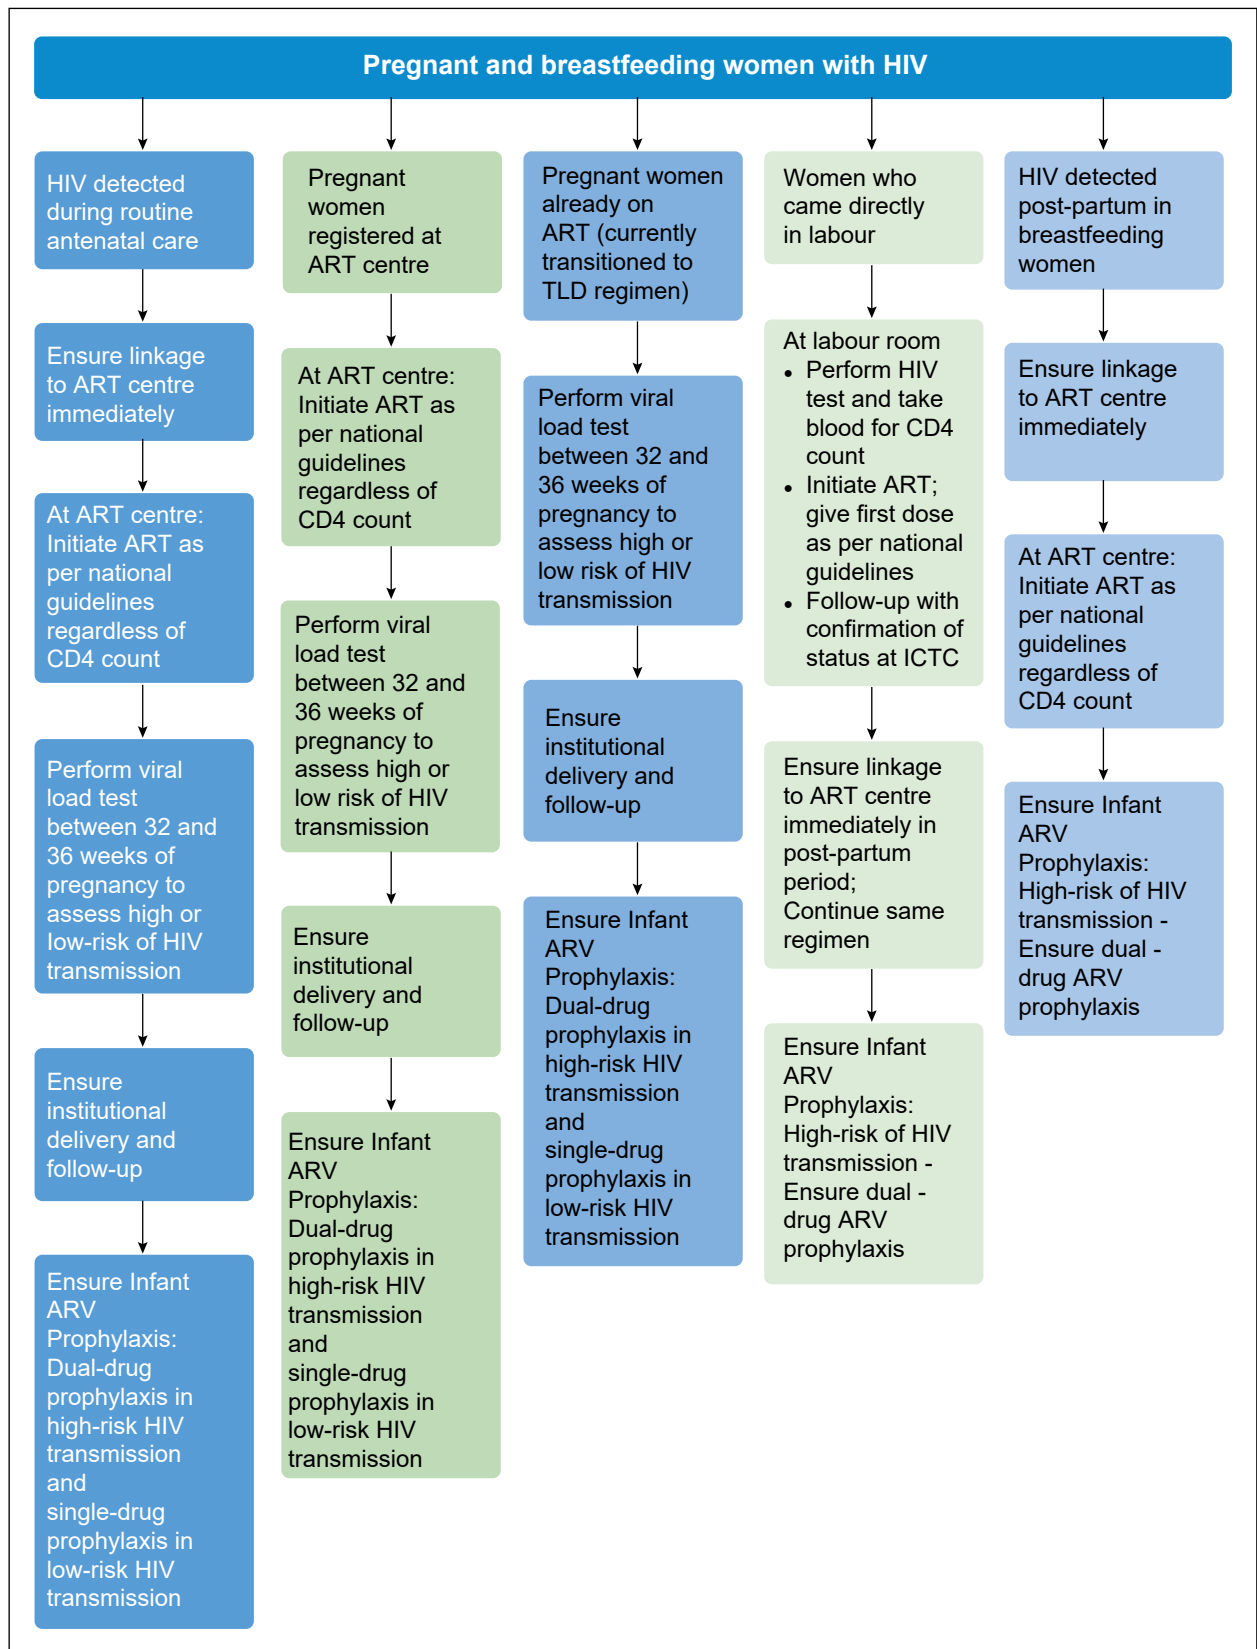 Pregnant and breastfeeding women with HIV
HIV detected
during routine
antenatal care
Ensure linkage
to ART centre
immediately
At ART centre:
Initiate ART as
per national
guidelines
regardless of
CD4 count
Perform viral
load test
between 32 and
36 weeks of
pregnancy to
assess high or
low-risk of HIV
transmission
Ensure
institutional
delivery and
follow-up
Ensure Infant
ARV
Prophylaxis:
Dual-drug
prophylaxis in
high-risk HIV
transmission
and
single-drug
prophylaxis in
low-risk HIV
transmission
Pregnant
women
registered at
ART centre
At ART centre:
Initiate ART as
per national
guidelines
regardless of
CD4 count
Perform viral
load test
between 32 and
36 weeks of
pregnancy to
assess high or
low risk of HIV
transmission
Ensure
institutional
delivery and
follow-up
Ensure Infant
ARV
Prophylaxis:
Dual-drug
prophylaxis in
high-risk HIV
transmission
and
single-drug
prophylaxis in
low-risk HIV
transmission
Pregnant women
already on
ART (currently
transitioned to
TLD regimen)
Perform viral
load test
between 32 and
36 weeks of
pregnancy to
assess high or
low risk of HIV
transmission
Ensure
institutional
delivery and
follow-up
Ensure Infant
ARV
Prophylaxis:
Dual-drug
prophylaxis in
high-risk HIV
transmission
and
single-drug
prophylaxis in
low-risk HIV
transmission
Women who
came directly
in labour
At labour room
• Perform HIV
test and take
blood for CD4
count
• Initiate ART;
give first dose
as per national
guidelines
• Follow-up with
confirmation of
status at ICTC
Ensure linkage
to ART centre
immediately in
post-partum
period;
Continue same
regimen
Ensure Infant
ARV
Prophylaxis:
High-risk of HIV
transmission -
Ensure dual -
drug ARV
prophylaxis
HIV detected
post-partum in
breastfeeding
women
Ensure linkage
to ART centre
immediately
At ART centre:
Initiate ART as
per national
guidelines
regardless of
CD4 count
Ensure Infant
ARV
Prophylaxis:
High-risk of HIV
transmission -
Ensure dual -
drug ARV
prophylaxis